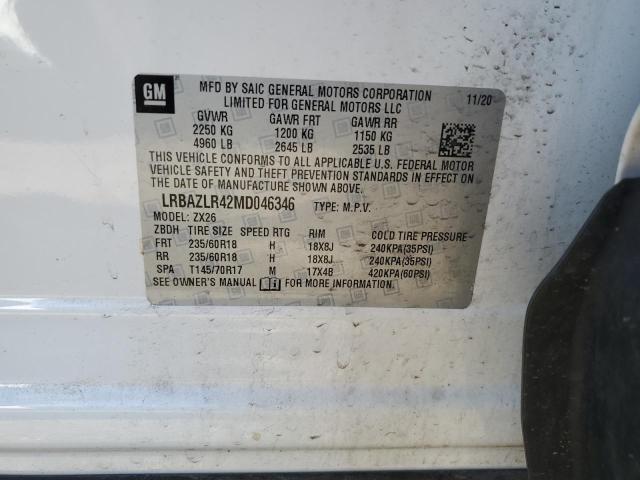 GM
MFD BY SAIC GENERAL MOTORS CORPORATION
LIMITED FOR GENERAL MOTORS LLC
11/20
GVWR GAWR FRT GAWR RR
2250 KG 1200 KG 1150 KG
4960 LB 2645 LB 2535 LB
THIS VEHICLE CONFORMS TO ALL APPLICABLE U.S. FEDERAL MOTOR
VEHICLE SAFETY AND THEFT PREVENTION STANDARDS IN EFFECT ON
THE DATE OF MANUFACTURE SHOWN ABOVE.
LRBAZLR42MD046346 TYPE: M.P.V.
MODEL: ZX26
ZBDH TIRE SIZE SPEED RTG RIM COLD TIRE PRESSURE
FRT 235/60R18 H 18X8J 240KPA(35PSI)
RR 235/60R18 H 18X8J 240KPA(35PSI)
SPA T145/70R17 M 17X4B 420KPA(60PSI)
SEE OWNER'S MANUAL FOR MORE INFORMATION.